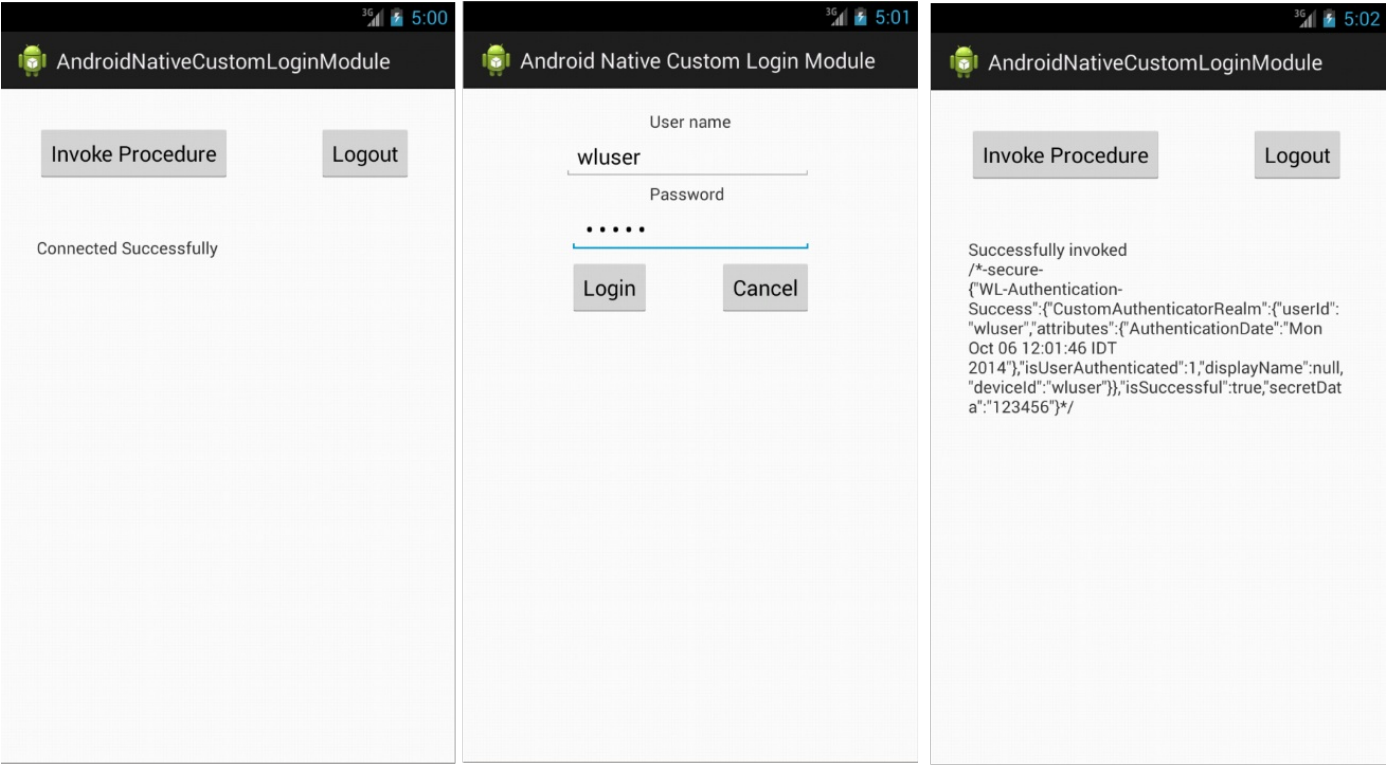 3G 5:00
AndroidNativeCustomLoginModule
Invoke Procedure
Logout
Connected Successfully
3G 5:01
Android Native Custom Login Module
User name
wluser
Password
•••••
Login
Cancel
3G 5:02
AndroidNativeCustomLoginModule
Invoke Procedure
Logout
Successfully invoked
/*-secure-
{"WL-Authentication-
Success":{"CustomAuthenticatorRealm":{"userId":
"wluser","attributes":{"AuthenticationDate":"Mon
Oct 06 12:01:46 IDT
2014"},"isUserAuthenticated":1,"displayName":null,
"deviceId":"wluser"}},"isSuccessful":true,"secretDat
a":"123456"}*/